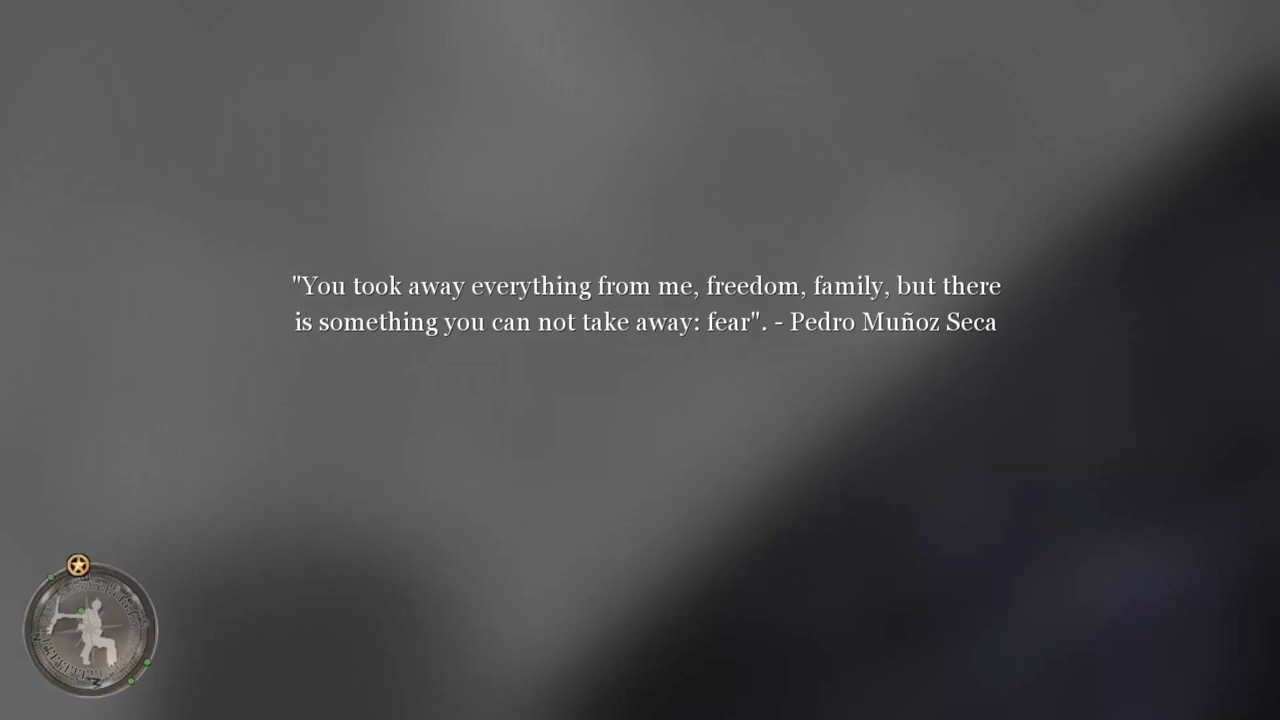 "You took away everything from me, freedom, family, but there
is something you can not take away: fear". - Pedro Muñoz Seca